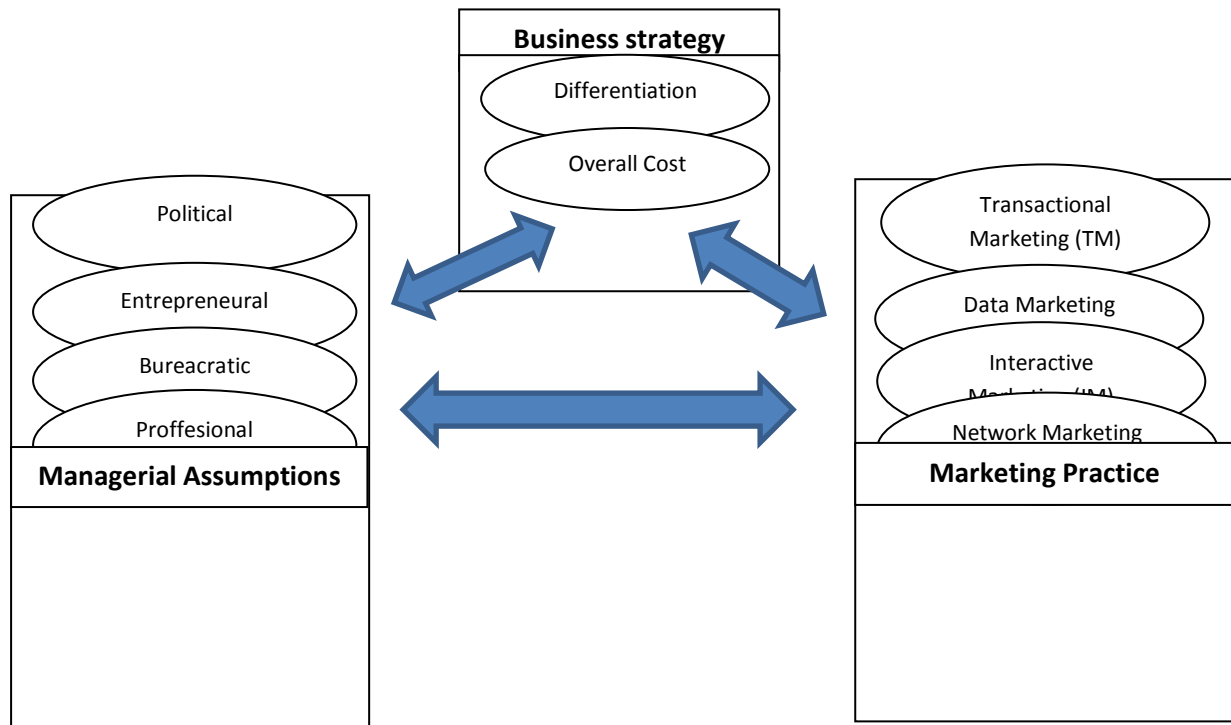 Business strategy
Differentiation
Overall Cost
Political
Entrepreneural
Bureacratic
Proffesional
Managerial Assumptions
Transactional
Marketing (TM)
Data Marketing
Interactive
Network Marketing
Marketing Practice